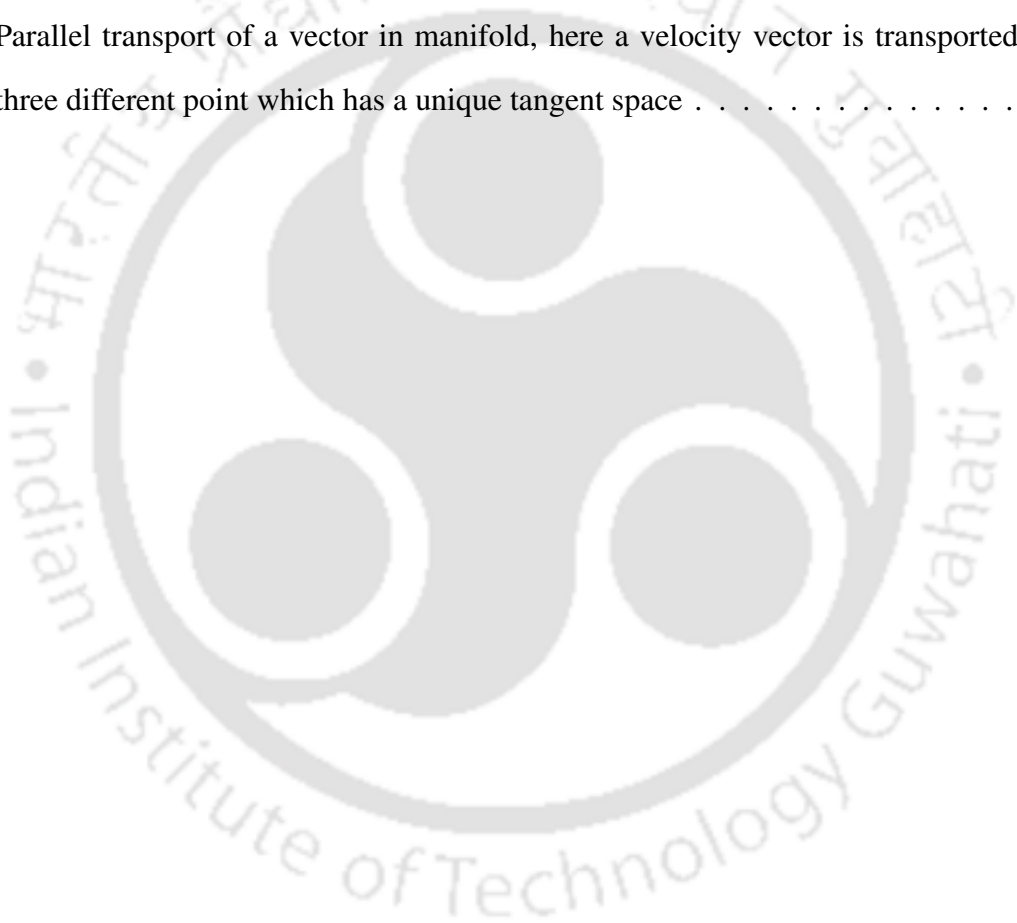 Parallel transport of a vector in manifold, here a velocity vector is transported
three different point which has a unique tangent space . . . . . . . . . . . . . .
• Indian Institute of Technology Guwahati •